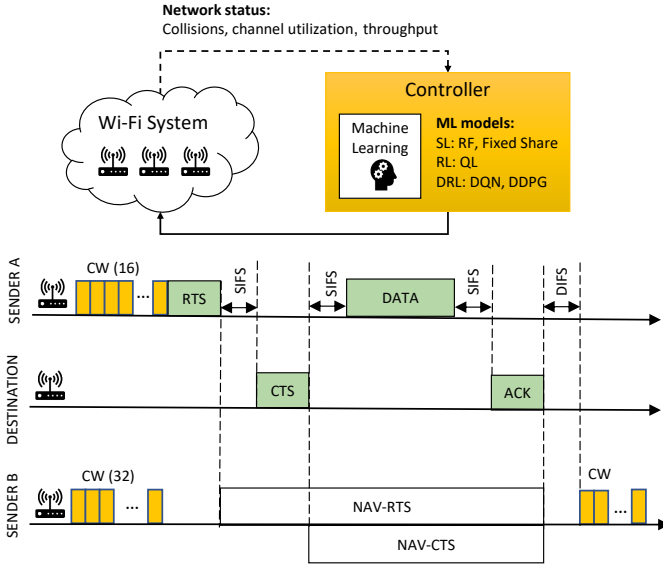 Network status:
Collisions, channel utilization, throughput
Wi-Fi System
Controller
Machine
Learning
ML models:
SL: RF, Fixed Share
RL: QL
DRL: DQN, DDPG
SENDER A
CW (16)
...
RTS
SIFS
SIFS
DATA
SIFS
DIFS
DESTINATION
CTS
ACK
SENDER B
CW (32)
...
NAV-RTS
NAV-CTS
CW
...